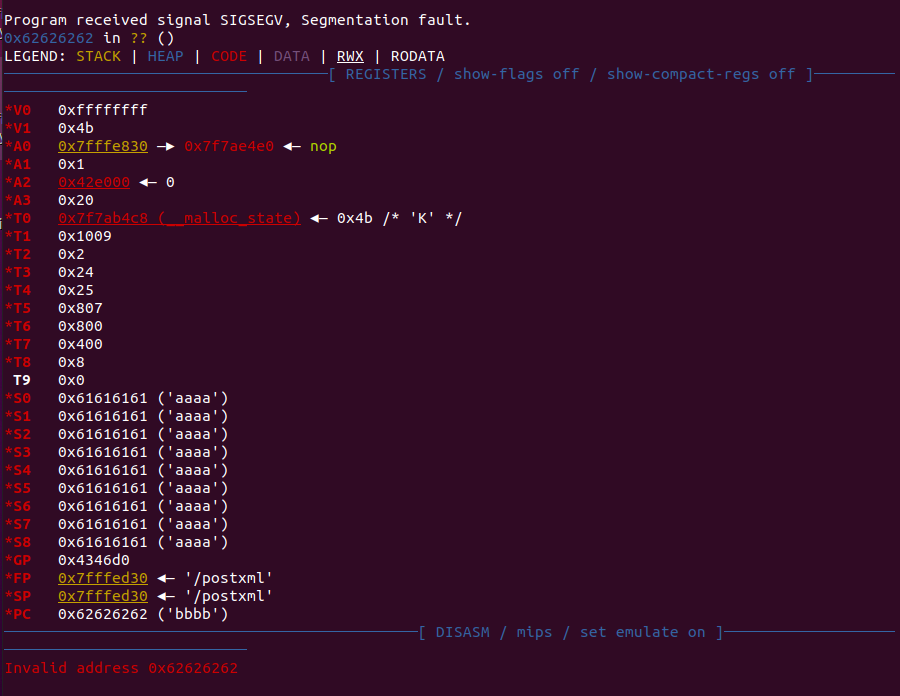 Program received signal SIGSEGV, Segmentation fault.
0x62626262 in ?? ()
LEGEND: STACK | HEAP | CODE | DATA | RWX | RODATA
[ REGISTERS / show-flags off / show-compact-regs off ]
*V0 0xffffffff
*V1 0x4b
*A0 0x7fffe830 —▸ 0x7f7ae4e0 ◂— nop
*A1 0x1
*A2 0x42e000 ◂— 0
*A3 0x20
*T0 0x7f7ab4c8 (__malloc_state) ◂— 0x4b /* 'K' */
*T1 0x1009
*T2 0x2
*T3 0x24
*T4 0x25
*T5 0x807
*T6 0x800
*T7 0x400
*T8 0x8
T9 0x0
*S0 0x61616161 ('aaaa')
*S1 0x61616161 ('aaaa')
*S2 0x61616161 ('aaaa')
*S3 0x61616161 ('aaaa')
*S4 0x61616161 ('aaaa')
*S5 0x61616161 ('aaaa')
*S6 0x61616161 ('aaaa')
*S7 0x61616161 ('aaaa')
*S8 0x61616161 ('aaaa')
*GP 0x4346d0
*FP 0x7fffed30 ◂— '/postxml'
*SP 0x7fffed30 ◂— '/postxml'
*PC 0x62626262 ('bbbb')
[ DISASM / mips / set emulate on ]
Invalid address 0x62626262